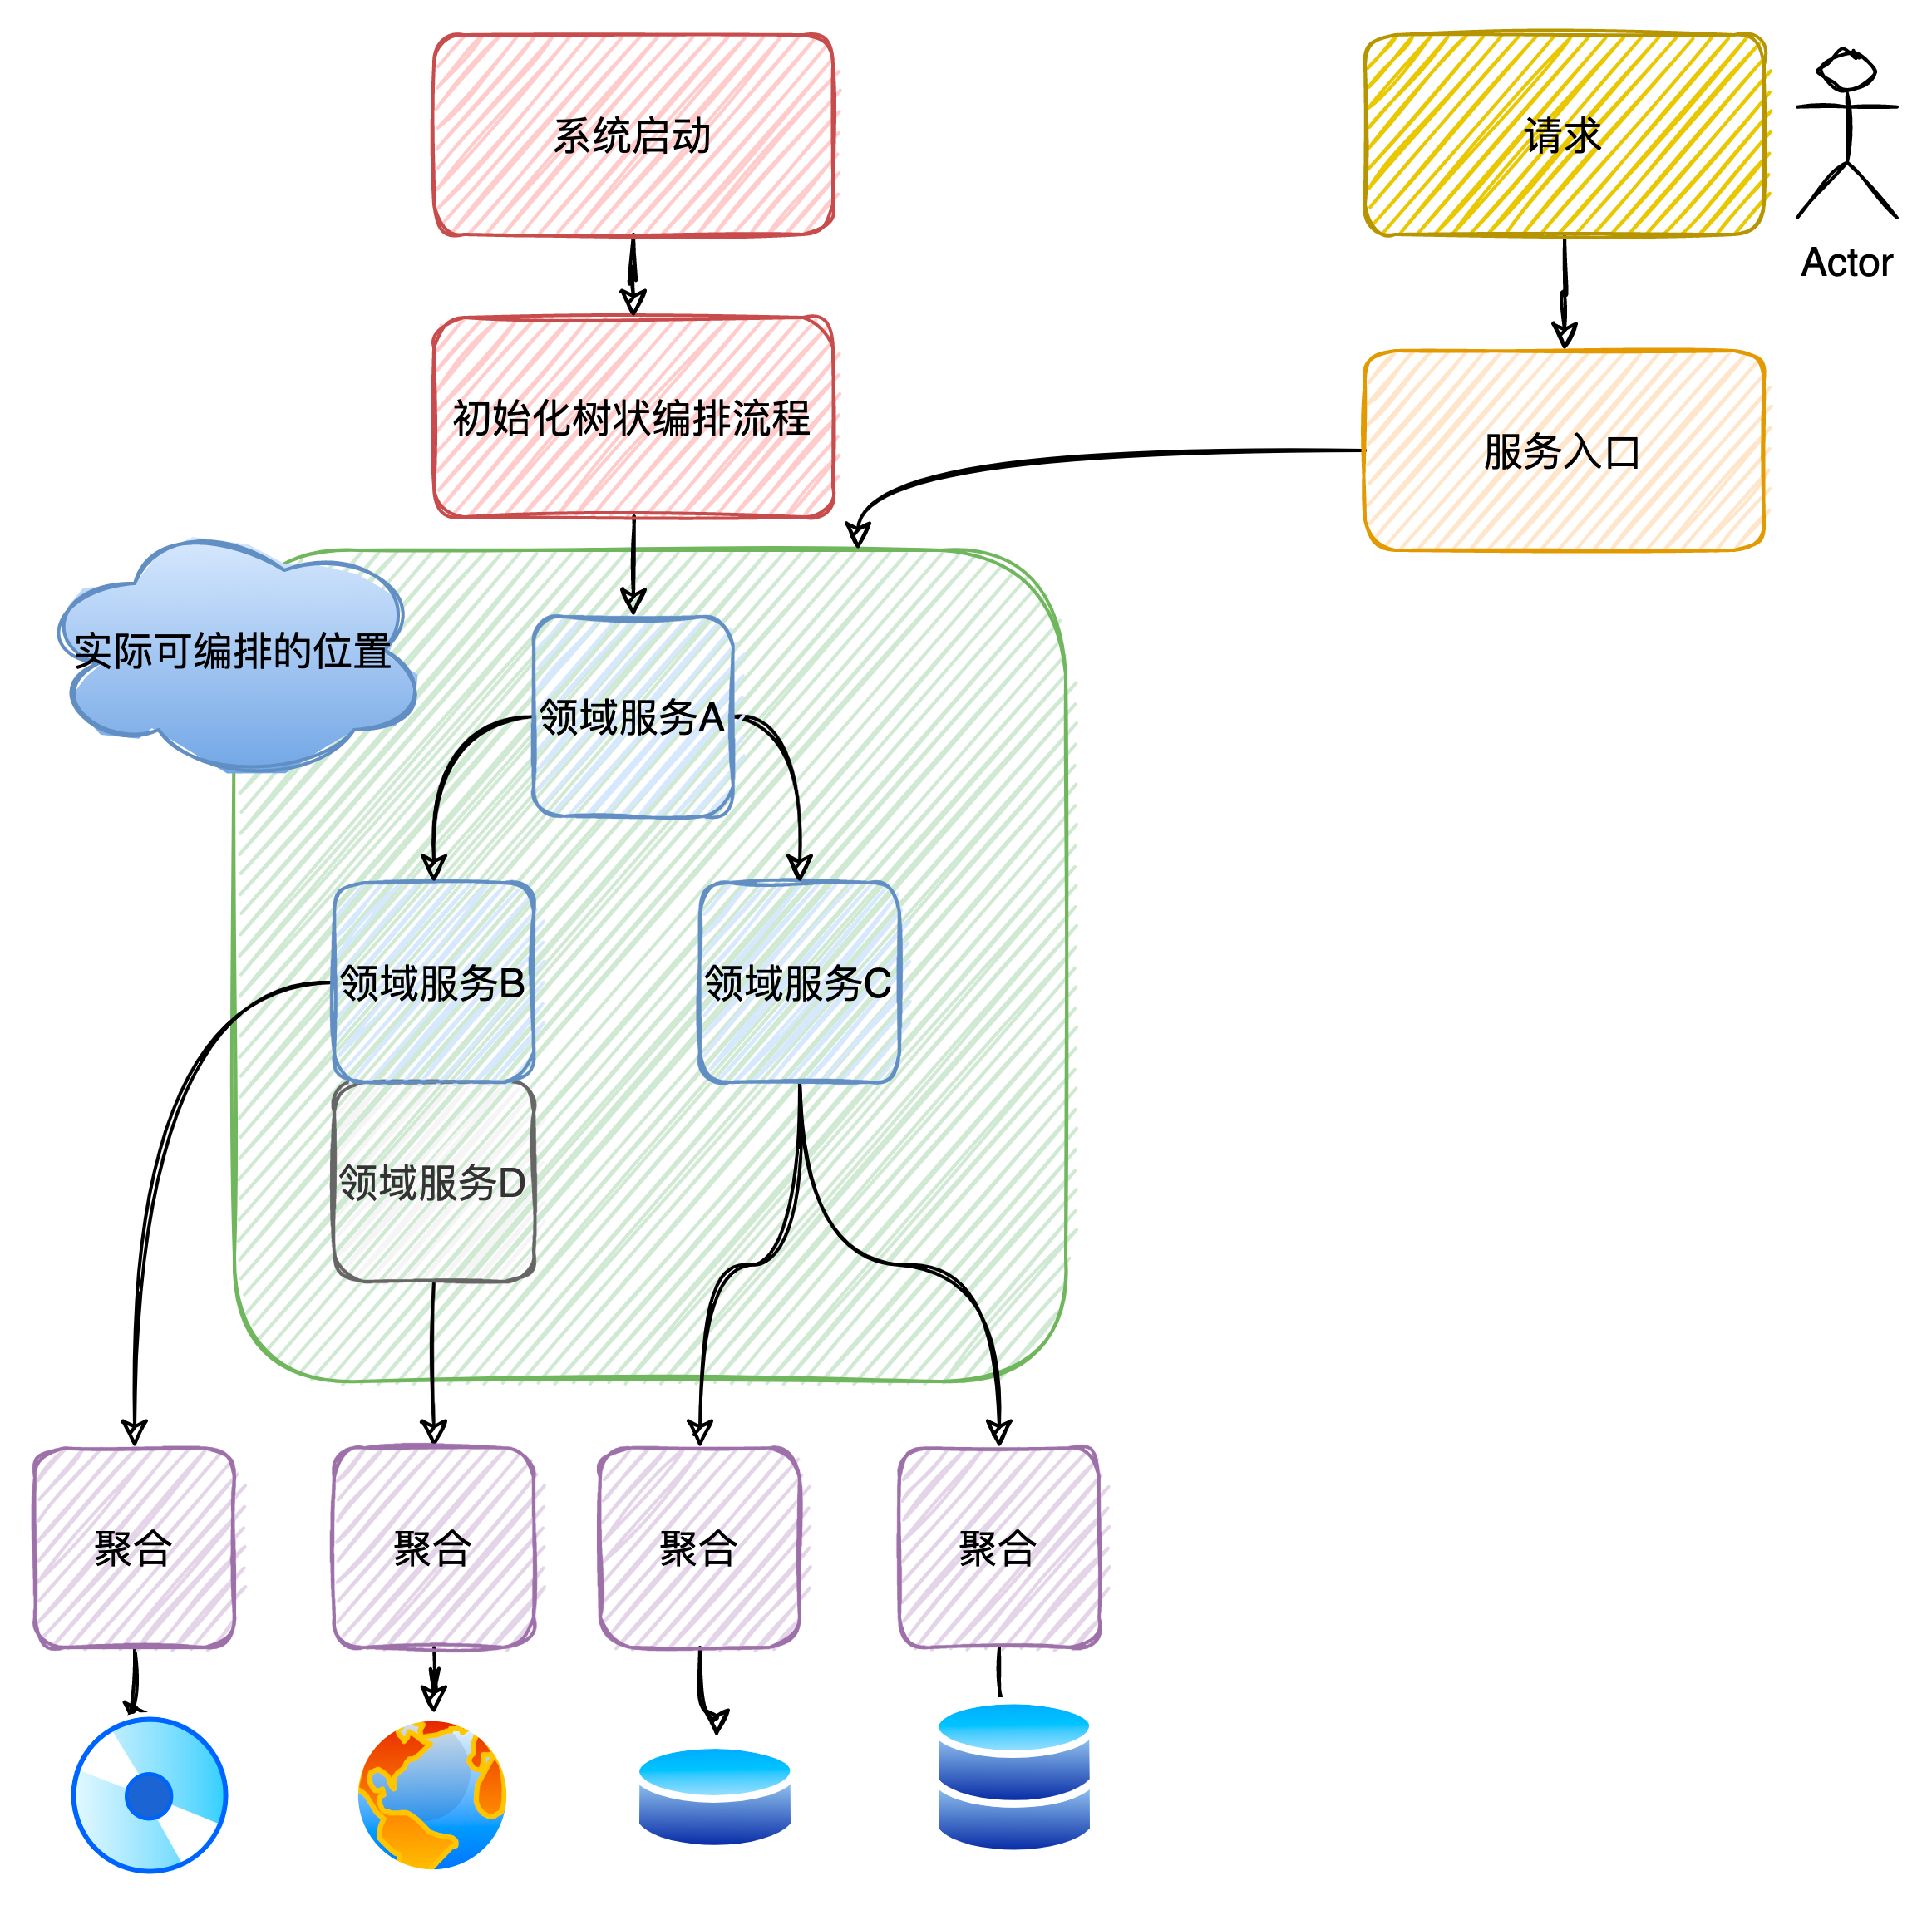 系统启动
请求
Actor
初始化树状编排流程
服务入口
实际可编排的位置
领域服务A
领域服务B
领域服务C
领域服务D
聚合
聚合
聚合
聚合